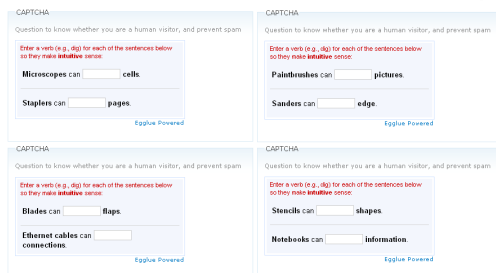 CAPTCHA
Question to know whether you are a human visitor, and prevent spam
Enter a verb (e.g., dig) for each of the sentences below
so they make intuitive sense:
Microscopes can cells.
Staplers can pages.
Egglue Powered
CAPTCHA
Question to know whether you are a human visitor, and prevent spam
Enter a verb (e.g., dig) for each of the sentences below
so they make intuitive sense:
Paintbrushes can pictures.
Sanders can edge.
Egglue Powered
CAPTCHA
Question to know whether you are a human visitor, and prevent spam
Enter a verb (e.g., dig) for each of the sentences below
so they make intuitive sense:
Blades can flaps.
Ethernet cables can
connections.
Egglue Powered
CAPTCHA
Question to know whether you are a human visitor, and prevent spam
Enter a verb (e.g., dig) for each of the sentences below
so they make intuitive sense:
Stencils can shapes.
Notebooks can information.
Egglue Powered